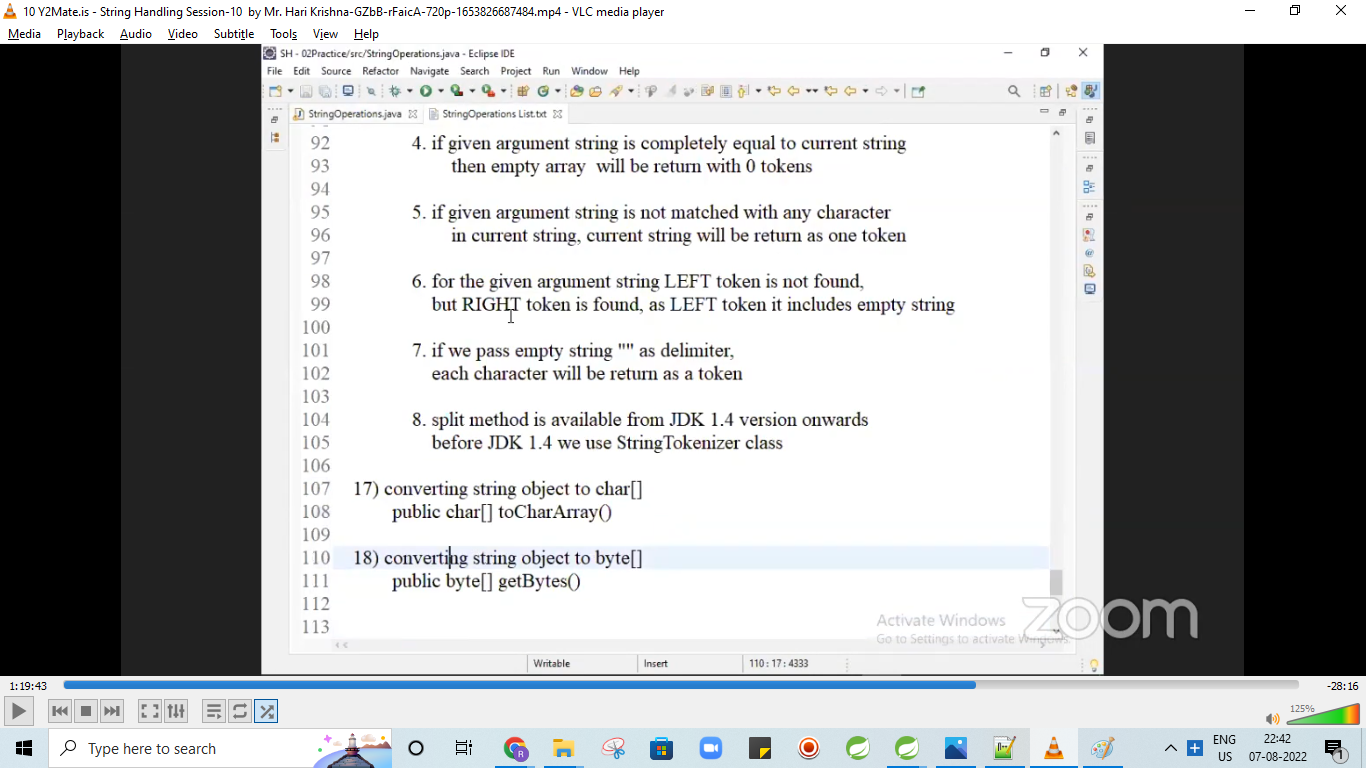 10 Y2Mate.is - String Handling Session-10 by Mr. Hari Krishna-GZbB-rFaicA-720p-1653826687484.mp4 - VLC media player
Media Playback Audio Video Subtitle Tools View Help
SH - 02Practice/src/StringOperations.java - Eclipse IDE
File Edit Source Refactor Navigate Search Project Run Window Help
StringOperations.java StringOperations List.txt
92 4. if given argument string is completely equal to current string
93 then empty array will be return with 0 tokens
94
95 5. if given argument string is not matched with any character
96 in current string, current string will be return as one token
97
98 6. for the given argument string LEFT token is not found,
99 but RIGHT token is found, as LEFT token it includes empty string
100
101 7. if we pass empty string "" as delimiter,
102 each character will be return as a token
103
104 8. split method is available from JDK 1.4 version onwards
105 before JDK 1.4 we use StringTokenizer class
106
107 17) converting string object to char[]
108 public char[] toCharArray()
109
110 18) converting string object to byte[]
111 public byte[] getBytes()
112
113
Activate Windows
Go to Settings to activate Windows.
zoom
Writable Insert 110 : 17 : 4333
1:19:43 -28:16
125%
Type here to search
ENG
US
22:42
07-08-2022
1